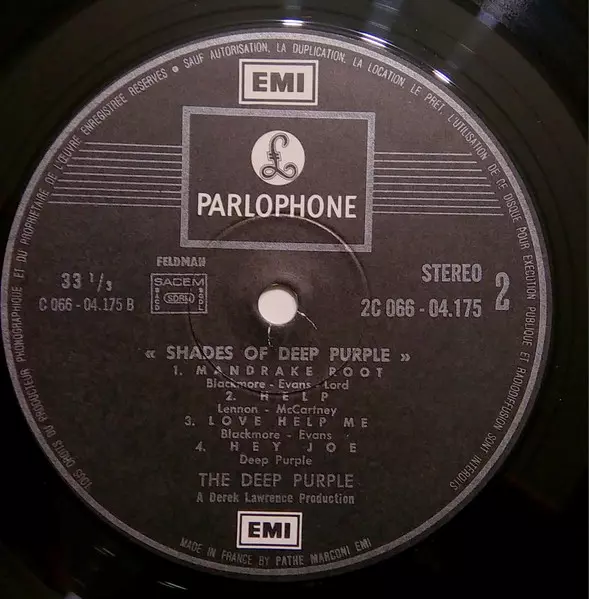 TOUS DROITS DU PRODUCTEUR PHONOGRAPHIQUE ET DU PROPRIETAIRE DE L'ŒUVRE ENREGISTREE RESERVES • SAUF AUTORISATION, LA DUPLICATION, LA LOCATION, LE PRET, L'UTILISATION DE CE DISQUE POUR EXECUTION PUBLIQUE ET RADIODIFFUSION SONT INTERDITS
EMI
£
PARLOPHONE
FELDMAN
33 1/3
SACEM
SACD SDRM SGDL
STEREO
2
C 066 - 04.175 B
2C 066 - 04.175
« SHADES OF DEEP PURPLE »
1. MANDRAKE ROOT
Blackmore - Evans - Lord
2. HELP
Lennon - McCartney
3. LOVE HELP ME
Blackmore - Evans
4. HEY JOE
Deep Purple
THE DEEP PURPLE
A Derek Lawrence Production
EMI
MADE IN FRANCE BY PATHE MARCONI EMI